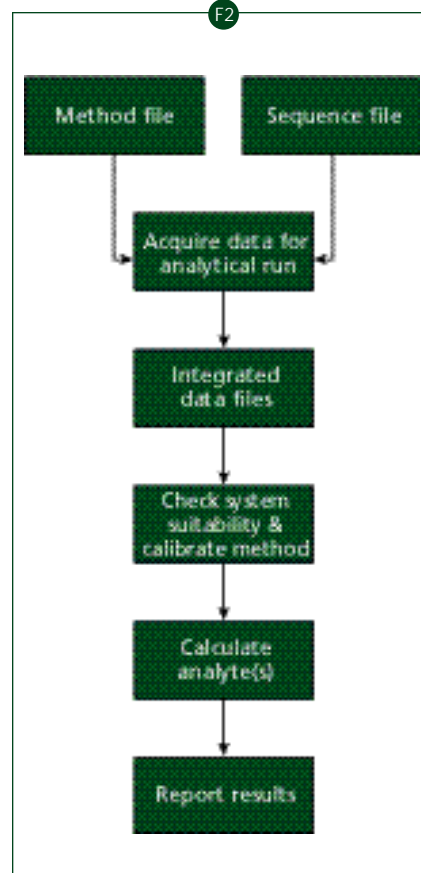 F2
Method file
Sequence file
Acquire data for
analytical run
Integrated
data files
Check system
suitability &
calibrate method
Calculate
analyte(s)
Report results